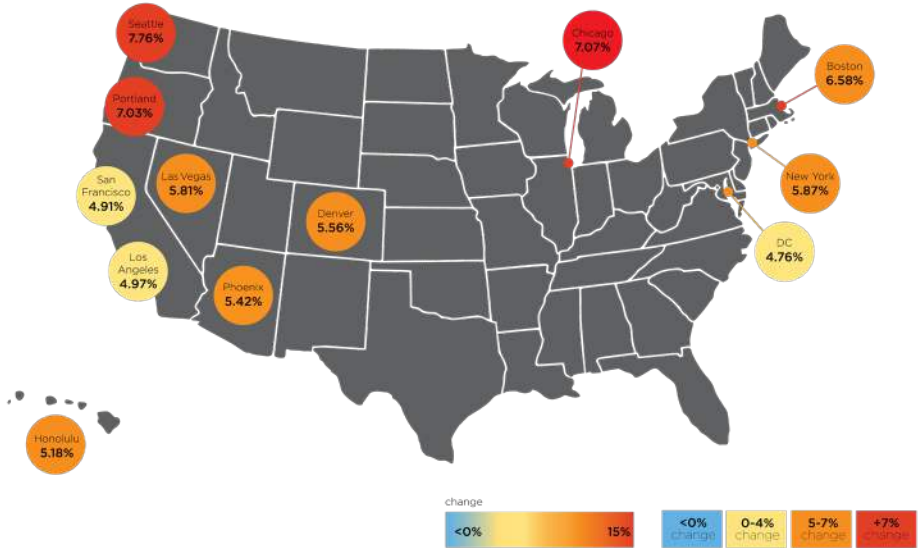 Seattle
7.76%
Chicago
7.07%
Boston
6.58%
Portland
7.03%
San
Francisco
4.91%
Las Vegas
5.81%
New York
5.87%
Denver
5.56%
DC
4.76%
Los
Angeles
4.97%
Phoenix
5.42%
Honolulu
5.18%
change
<0%
15%
<0%
change
0-4%
change
5-7%
change
+7%
change